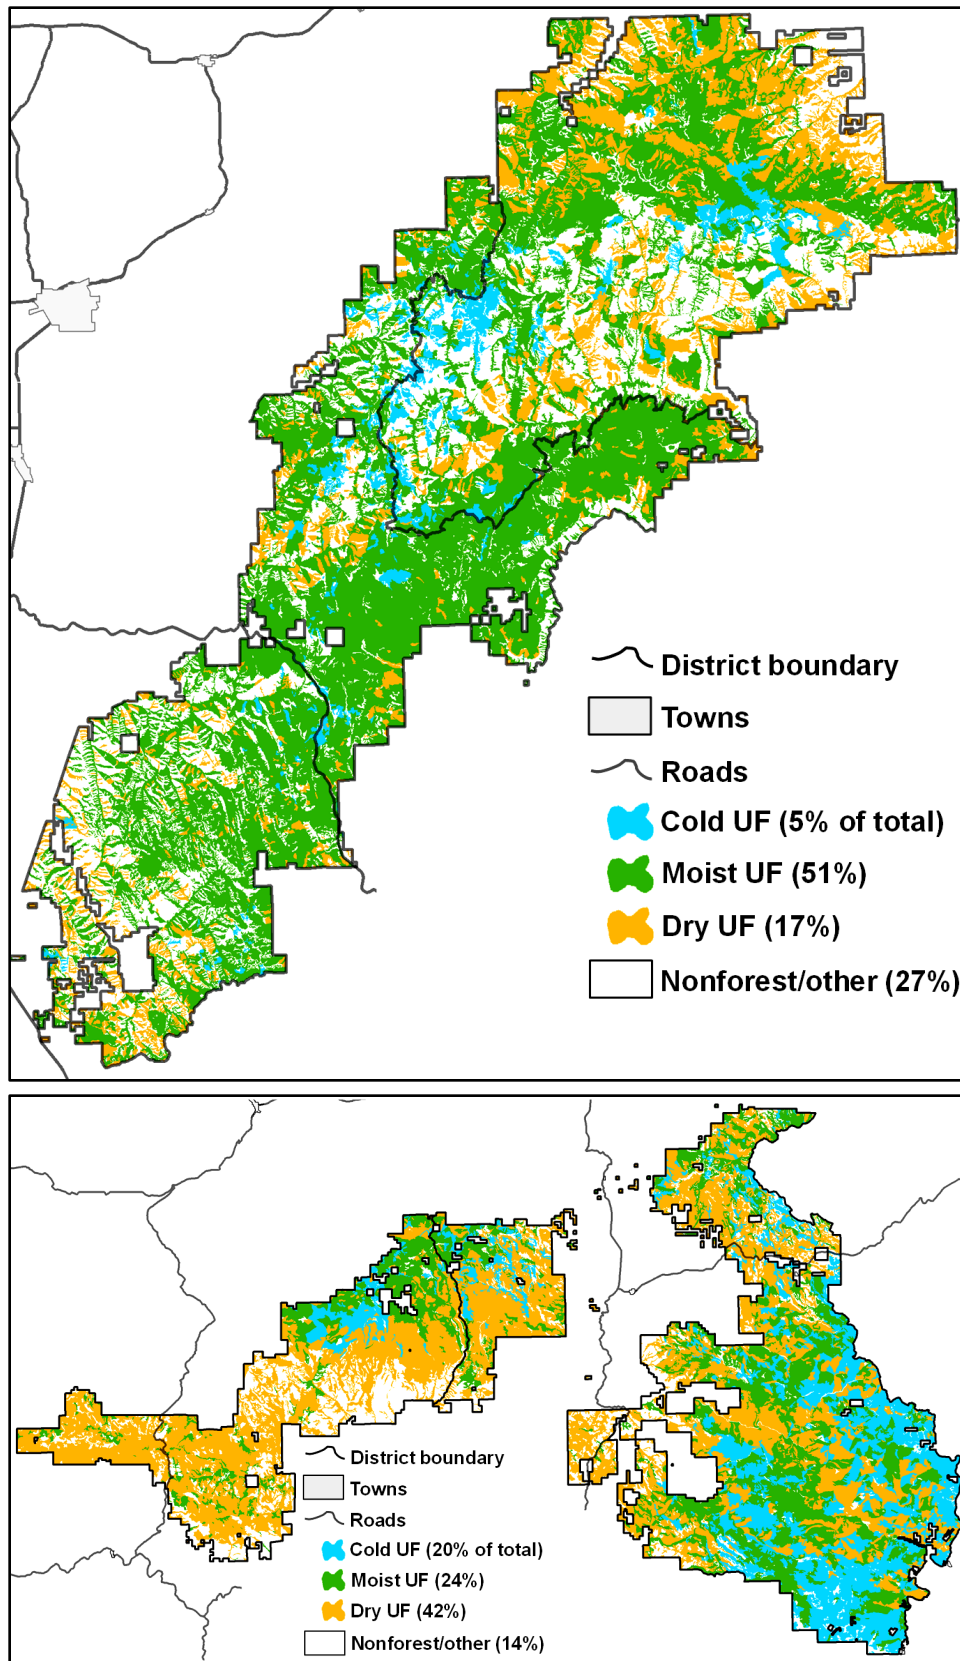 District boundary
Towns
Roads
Cold UF (5% of total)
Moist UF (51%)
Dry UF (17%)
Nonforest/other (27%)
District boundary
Towns
Roads
Cold UF (20% of total)
Moist UF (24%)
Dry UF (42%)
Nonforest/other (14%)